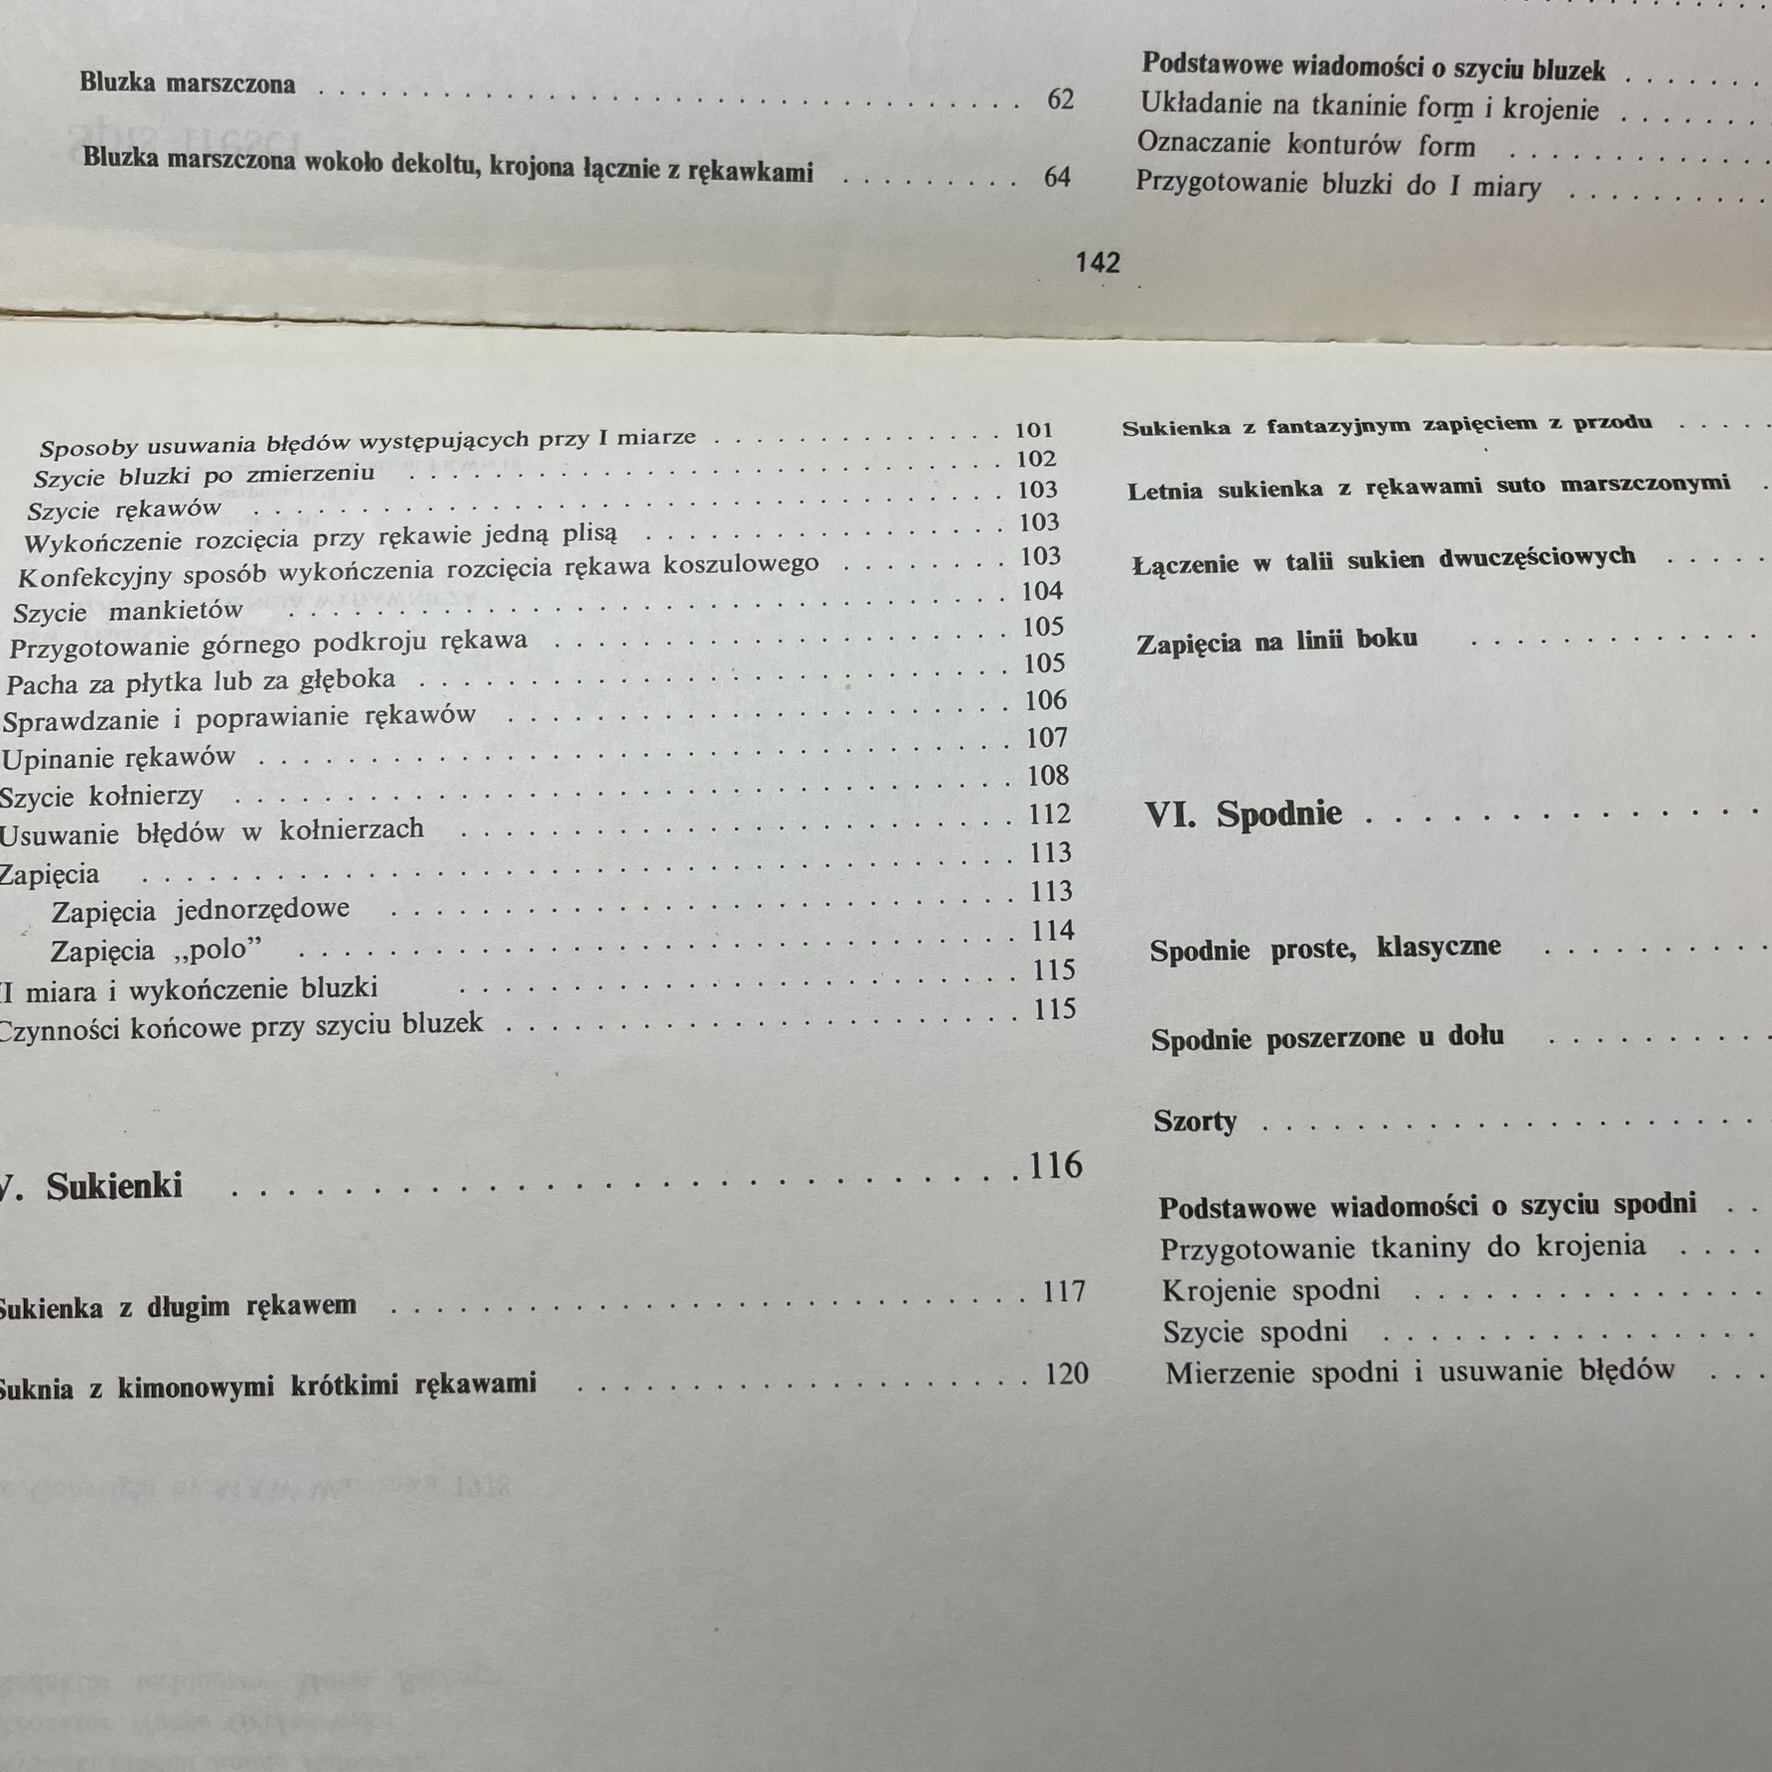 Bluzka marszczona . . . . . . . . . . . . . . . . . . . . . . . . . . . . . . 62
Bluzka marszczona wokoło dekoltu, krojona łącznie z rękawkami . . . . . . . . . 64
Podstawowe wiadomości o szyciu bluzek . . . . . . .
Układanie na tkaninie form i krojenie . . . . . . .
Oznaczanie konturów form . . . . . . . . . . . .
Przygotowanie bluzki do I miary . . . . . . . . .
142
Sposoby usuwania błędów występujących przy I miarze . . . . . . . . . . . . . 101
Szycie bluzki po zmierzeniu . . . . . . . . . . . . . . . . . . . . . . . . 102
Szycie rękawów . . . . . . . . . . . . . . . . . . . . . . . . . . . . . . 103
Wykończenie rozcięcia przy rękawie jedną plisą . . . . . . . . . . . . . . . 103
Konfekcyjny sposób wykończenia rozcięcia rękawa koszulowego . . . . . . . . 103
Szycie mankietów . . . . . . . . . . . . . . . . . . . . . . . . . . . . . 104
Przygotowanie górnego podkroju rękawa . . . . . . . . . . . . . . . . . . . 105
Pacha za płytka lub za głęboka . . . . . . . . . . . . . . . . . . . . . . 105
Sprawdzanie i poprawianie rękawów . . . . . . . . . . . . . . . . . . . . . 106
Upinanie rękawów . . . . . . . . . . . . . . . . . . . . . . . . . . . . . 107
Szycie kołnierzy . . . . . . . . . . . . . . . . . . . . . . . . . . . . . 108
Usuwanie błędów w kołnierzach . . . . . . . . . . . . . . . . . . . . . . . 112
Zapięcia . . . . . . . . . . . . . . . . . . . . . . . . . . . . . . . . . 113
Zapięcia jednorzędowe . . . . . . . . . . . . . . . . . . . . . . . . . . . 113
Zapięcia „polo” . . . . . . . . . . . . . . . . . . . . . . . . . . . . . . 114
II miara i wykończenie bluzki . . . . . . . . . . . . . . . . . . . . . . . 115
Czynności końcowe przy szyciu bluzek . . . . . . . . . . . . . . . . . . . . 115
V. Sukienki . . . . . . . . . . . . . . . . . . . . . . . . . . . . 116
Sukienka z długim rękawem . . . . . . . . . . . . . . . . . . . . . . . 117
Suknia z kimonowymi krótkimi rękawami . . . . . . . . . . . . . . . . . . 120
Sukienka z fantazyjnym zapięciem z przodu . . . . .
Letnia sukienka z rękawami suto marszczonymi .
Łączenie w talii sukien dwuczęściowych . . . . .
Zapięcia na linii boku . . . . . . . . . . . . .
VI. Spodnie . . . . . . . . . . . . . .
Spodnie proste, klasyczne . . . . . . . . . .
Spodnie poszerzone u dołu . . . . . . . . . .
Szorty . . . . . . . . . . . . . . . . . . . . .
Podstawowe wiadomości o szyciu spodni . .
Przygotowanie tkaniny do krojenia . . . .
Krojenie spodni . . . . . . . . . . . . . . .
Szycie spodni . . . . . . . . . . . . . . . .
Mierzenie spodni i usuwanie błędów . . .